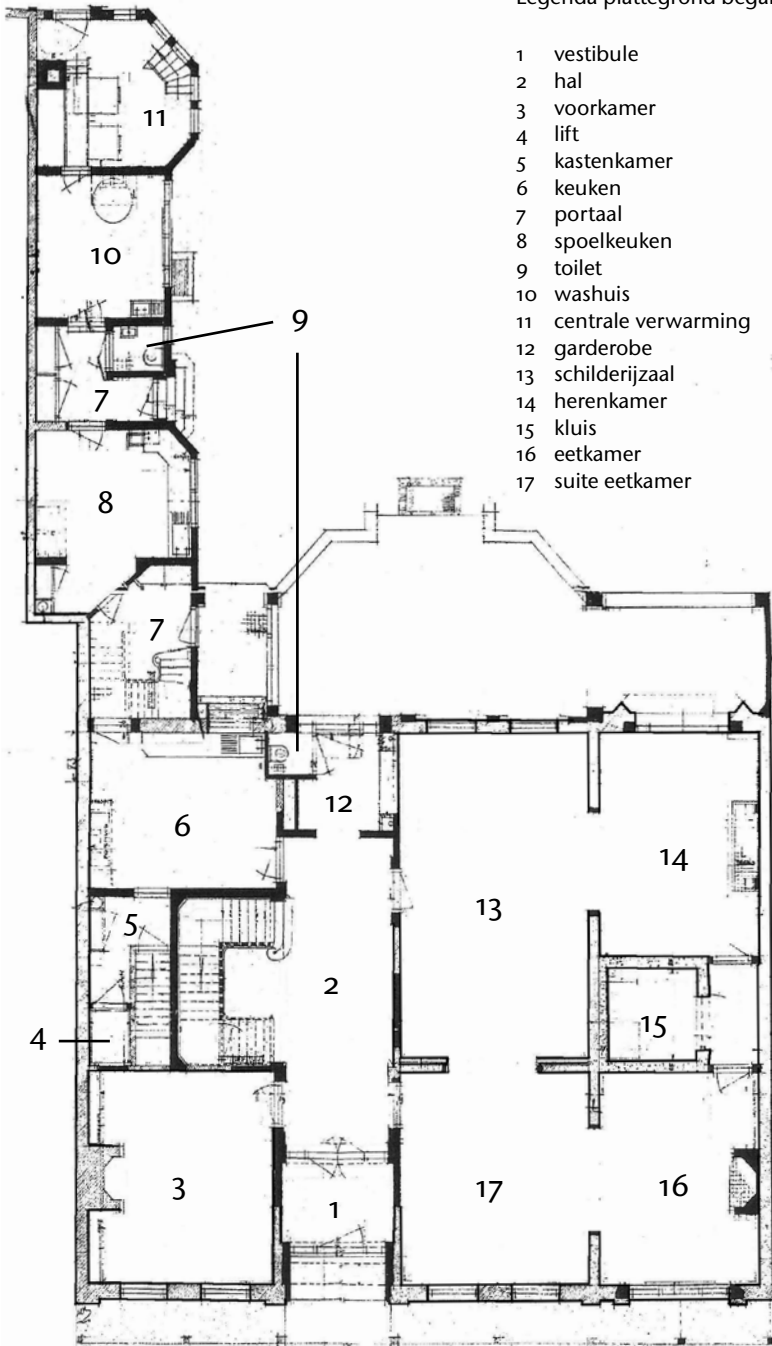 Legenda plattegrond bega
1 vestibule
2 hal
3 voorkamer
4 lift
5 kastenkamer
6 keuken
7 portaal
8 spoelkeuken
9 toilet
10 washuis
11 centrale verwarming
12 garderobe
13 schilderijzaal
14 herenkamer
15 kluis
16 eetkamer
17 suite eetkamer
11
10
9
7
8
7
12
6
14
13
5
2
15
4
3
1
17
16